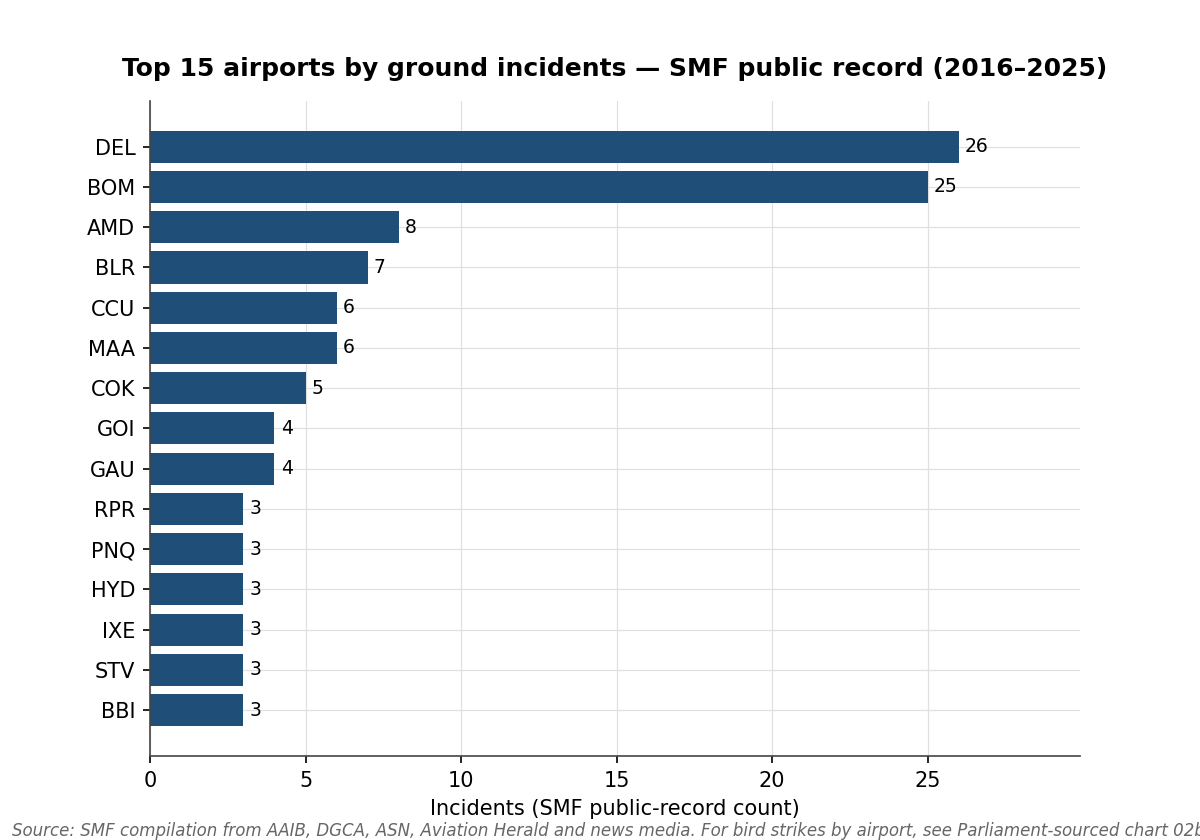 Top 15 airports by ground incidents — SMF public record (2016–2025)
DEL 26
BOM 25
AMD 8
BLR 7
CCU 6
MAA 6
COK 5
GOI 4
GAU 4
RPR 3
PNQ 3
HYD 3
IXE 3
STV 3
BBI 3
0 5 10 15 20 25
Incidents (SMF public-record count)
Source: SMF compilation from AAIB, DGCA, ASN, Aviation Herald and news media. For bird strikes by airport, see Parliament-sourced chart